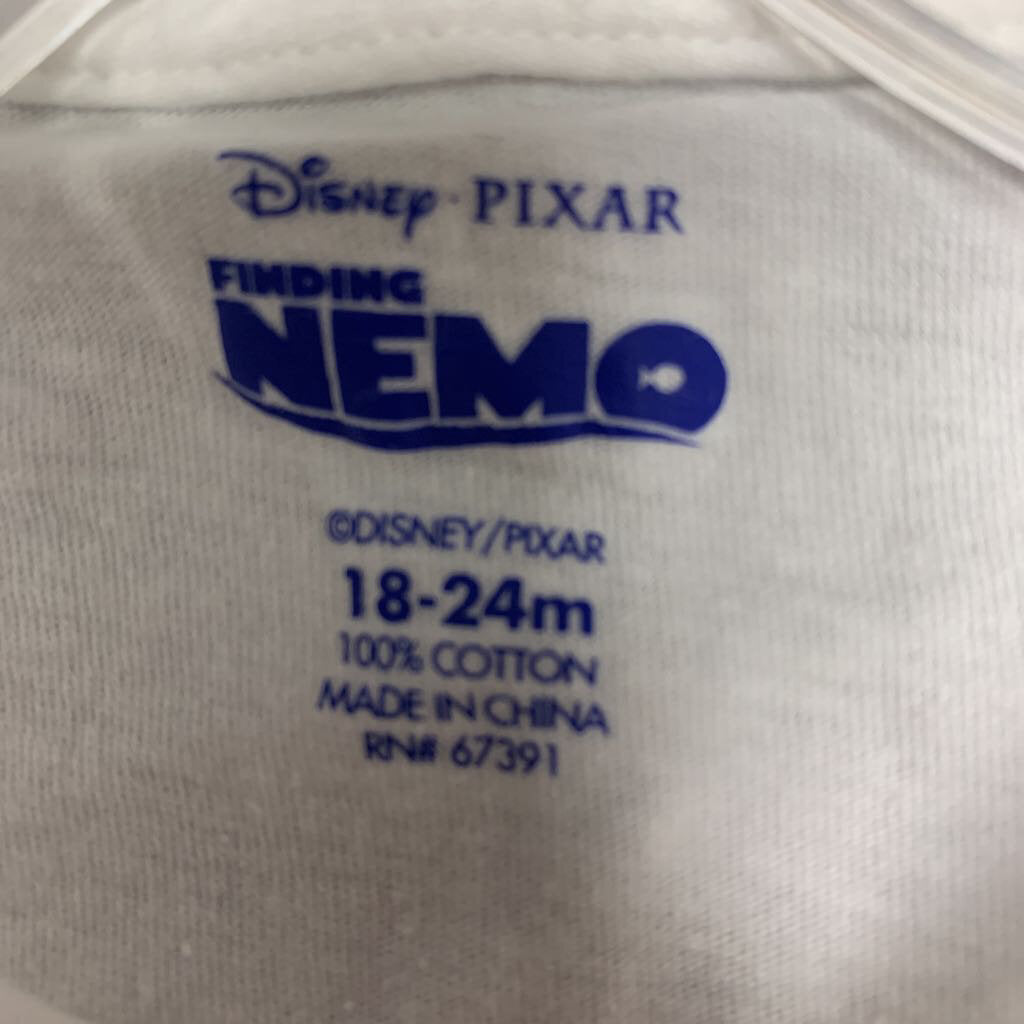 Disney · PIXAR
FINDING
NEMO
©DISNEY/PIXAR
18-24m
100% COTTON
MADE IN CHINA
RN# 67391